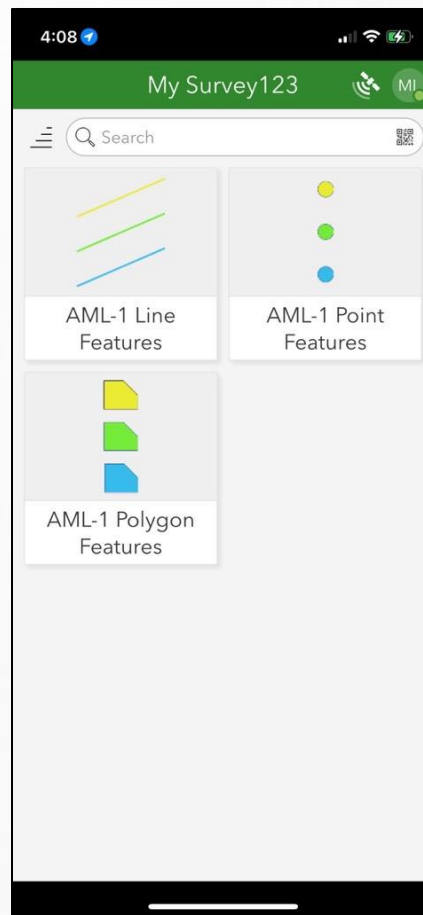 4:08
My Survey123
MI
Search
AML-1 Line
Features
AML-1 Point
Features
AML-1 Polygon
Features